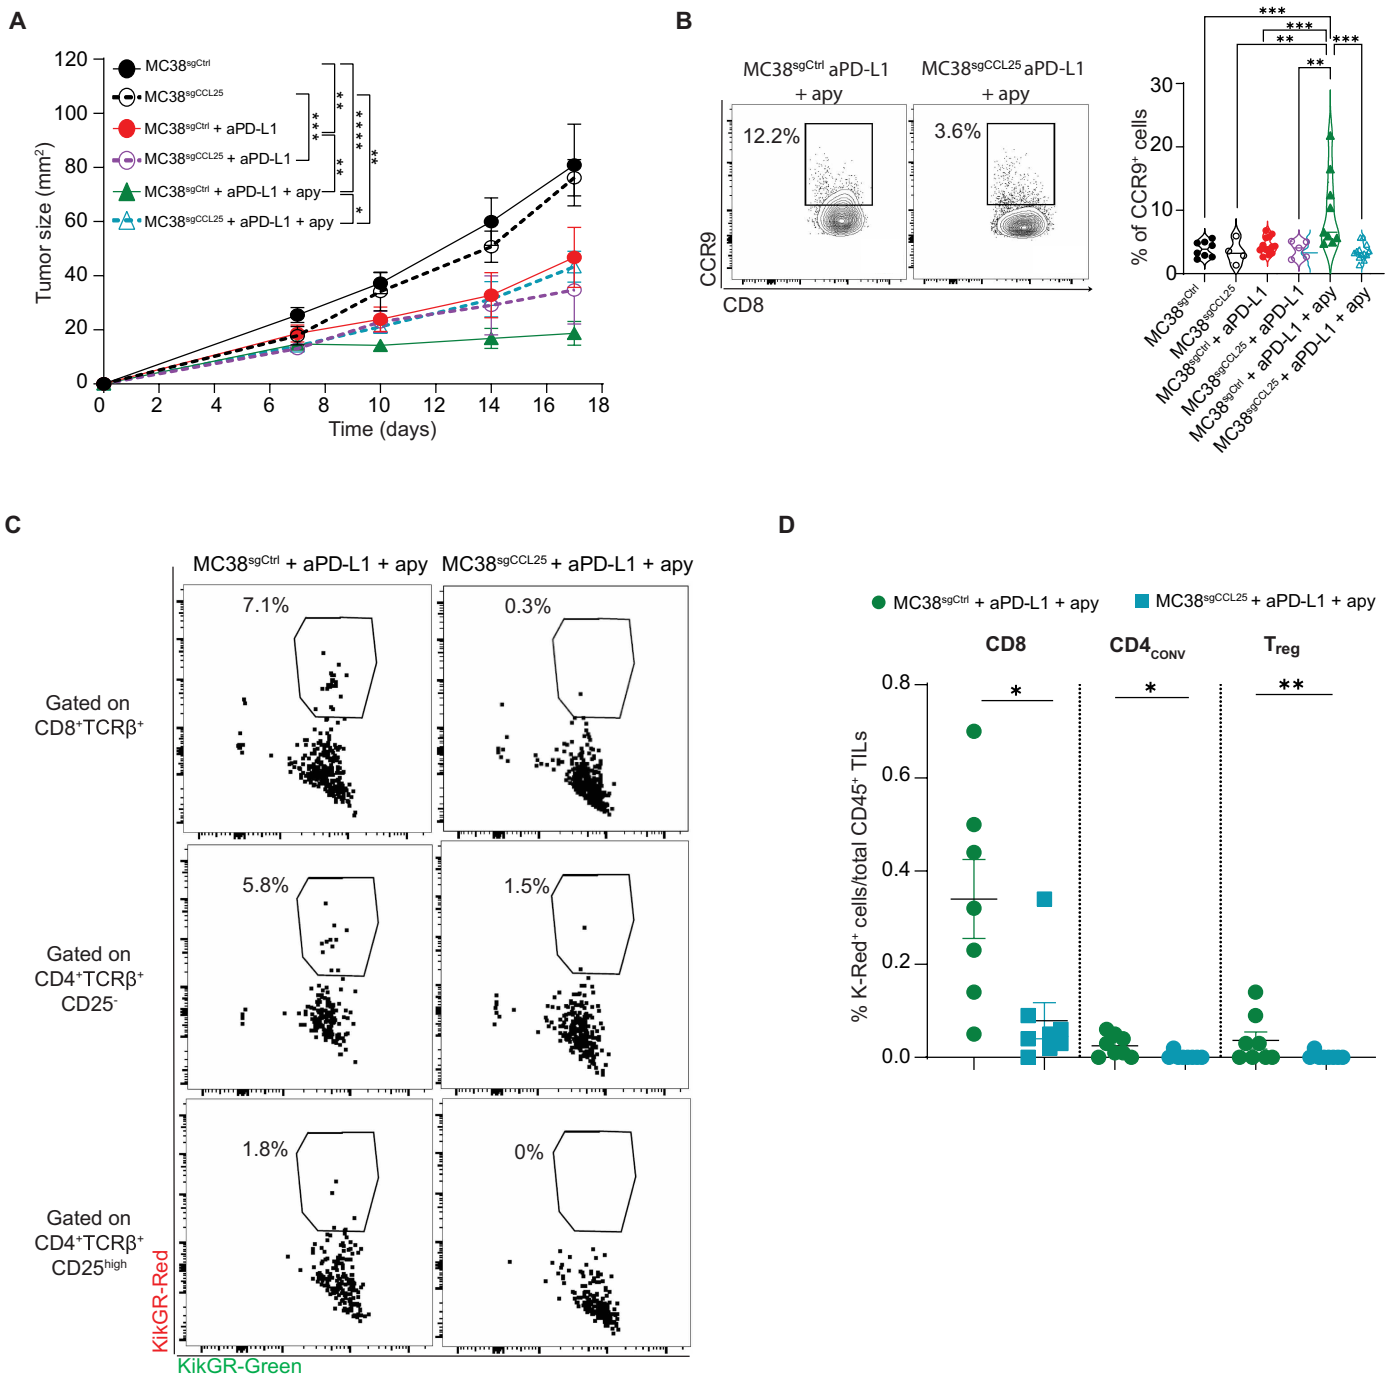 A
120
100
80
60
40
20
0
Tumor size (mm²)
0 2 4 6 8 10 12 14 16 18
Time (days)
MC38sgCtrl
MC38sgCCL25
MC38sgCtrl + aPD-L1
MC38sgCCL25 + aPD-L1
MC38sgCtrl + aPD-L1 + apy
MC38sgCCL25 + aPD-L1 + apy
***
**
**
****
*
**
B
MC38sgCtrl aPD-L1
+ apy
MC38sgCCL25 aPD-L1
+ apy
12.2%
3.6%
CCR9
CD8
***
***
**
***
**
% of CCR9+ cells
30
20
10
0
MC38sgCtrl
MC38sgCCL25
MC38sgCtrl + aPD-L1
MC38sgCCL25 + aPD-L1
MC38sgCtrl + aPD-L1 + apy
MC38sgCCL25 + aPD-L1 + apy
C
MC38sgCtrl + aPD-L1 + apy
MC38sgCCL25 + aPD-L1 + apy
Gated on
CD8+TCRβ+
7.1%
0.3%
Gated on
CD4+TCRβ+
CD25-
5.8%
1.5%
Gated on
CD4+TCRβ+
CD25high
1.8%
0%
KikGR-Red
KikGR-Green
D
MC38sgCtrl + aPD-L1 + apy
MC38sgCCL25 + aPD-L1 + apy
CD8
CD4CONV
Treg
*
*
**
% K-Red+ cells/total CD45+ TILs
0.8
0.6
0.4
0.2
0.0